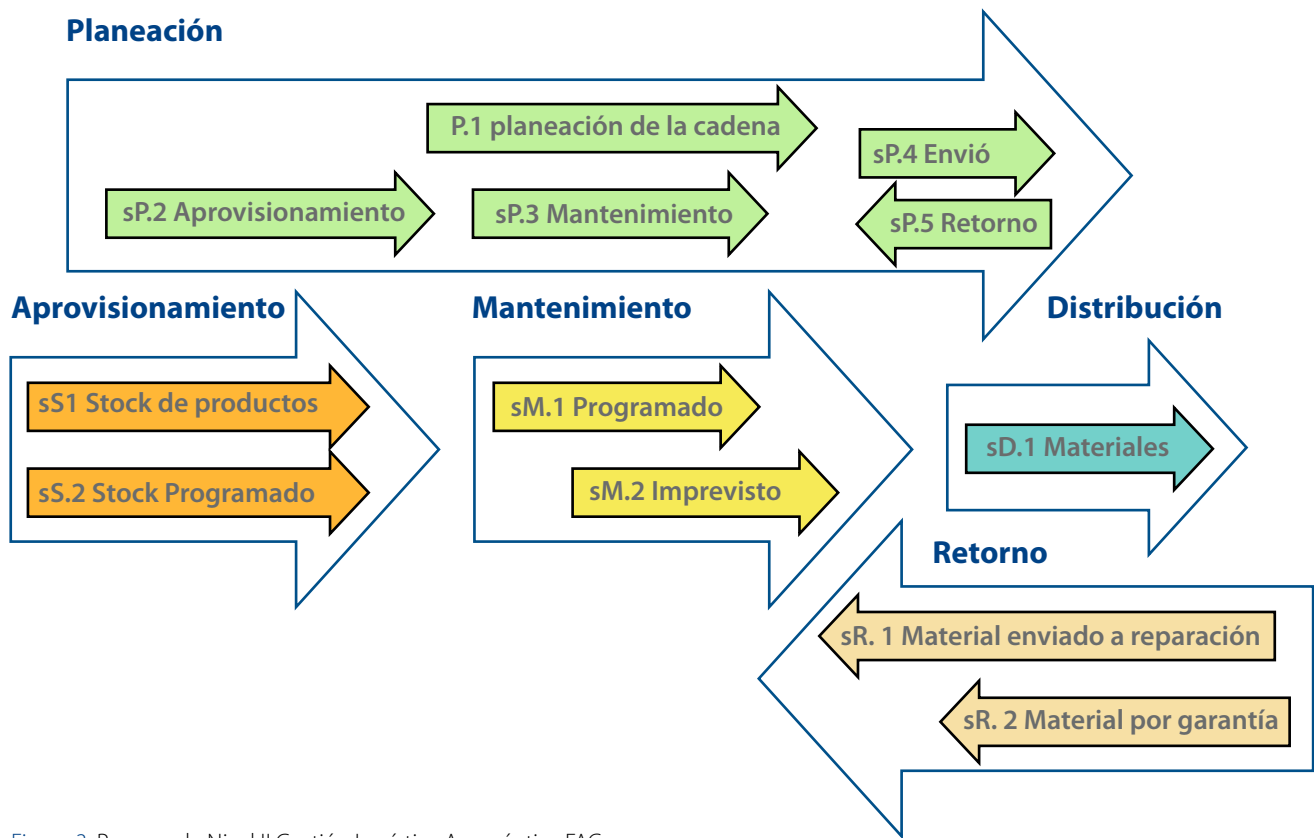 Planeación
P.1 planeación de la cadena
sP.4 Envió
sP.2 Aprovisionamiento
sP.3 Mantenimiento
sP.5 Retorno
Aprovisionamiento
Mantenimiento
Distribución
sS1 Stock de productos
sM.1 Programado
sD.1 Materiales
sS.2 Stock Programado
sM.2 Imprevisto
Retorno
sR. 1 Material enviado a reparación
sR. 2 Material por garantía